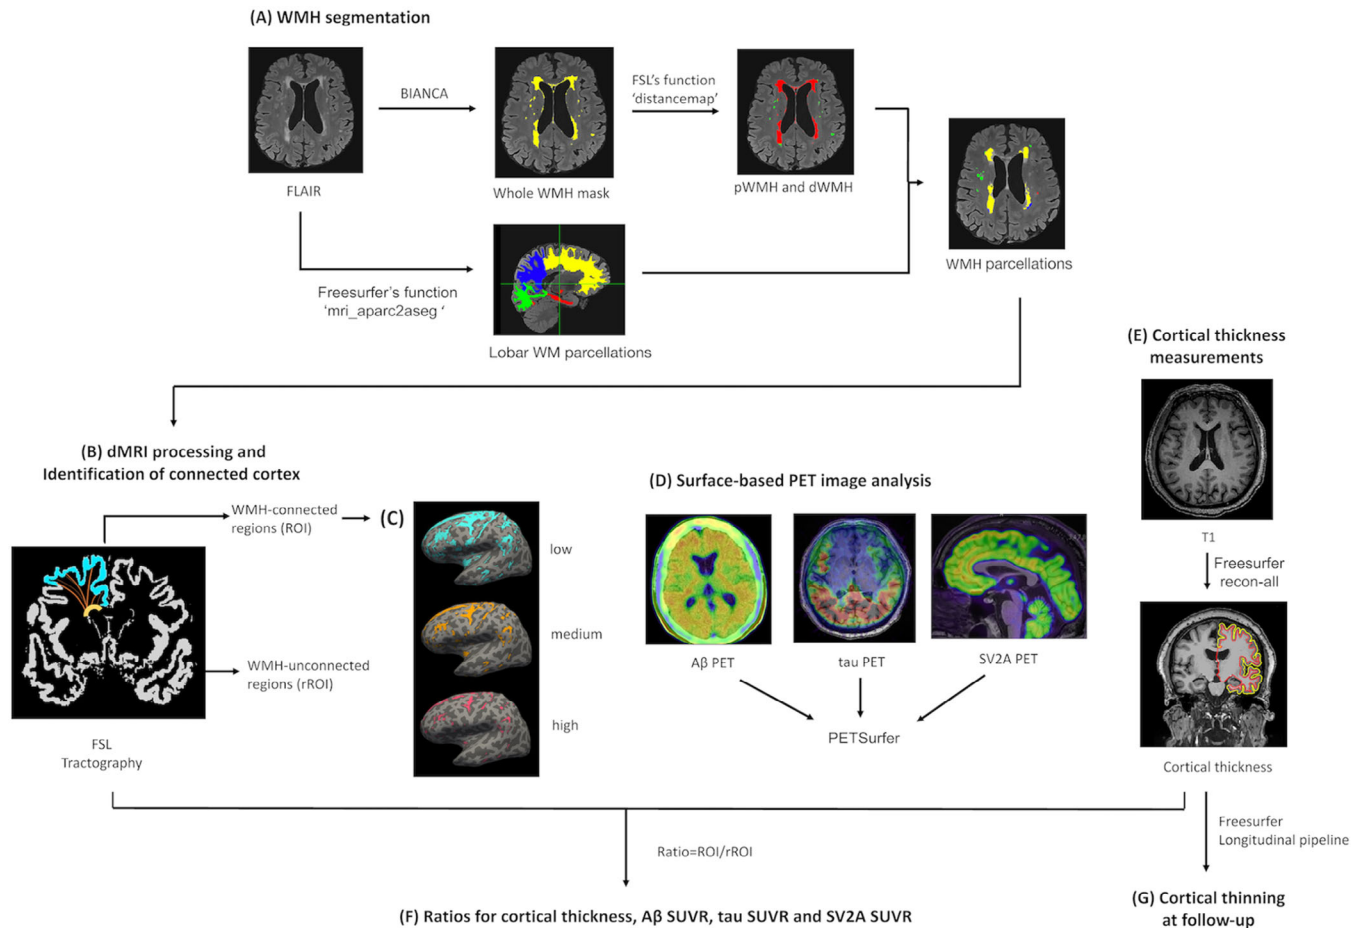 (A) WMH segmentation
BIANCA
FSL's function
'distancemap'
FLAIR
Whole WMH mask
pWMH and dWMH
WMH parcellations
Freesurfer's function
'mri_aparc2aseg '
Lobar WM parcellations
(E) Cortical thickness
measurements
T1
Freesurfer
recon-all
Cortical thickness
(B) dMRI processing and
Identification of connected cortex
WMH-connected
regions (ROI)
(C)
low
medium
high
WMH-unconnected
regions (rROI)
FSL
Tractography
(D) Surface-based PET image analysis
Aβ PET
tau PET
SV2A PET
PETSurfer
Ratio=ROI/rROI
Freesurfer
Longitudinal pipeline
(F) Ratios for cortical thickness, Aβ SUVR, tau SUVR and SV2A SUVR
(G) Cortical thinning
at follow-up